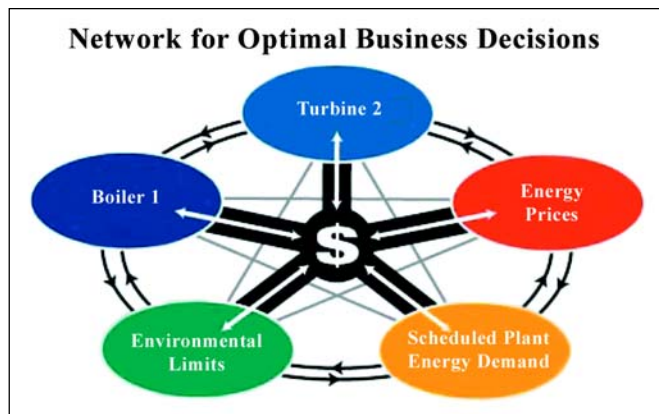 Network for Optimal Business Decisions
Turbine 2
Boiler 1
Energy
Prices
$
Environmental
Limits
Scheduled Plant
Energy Demand